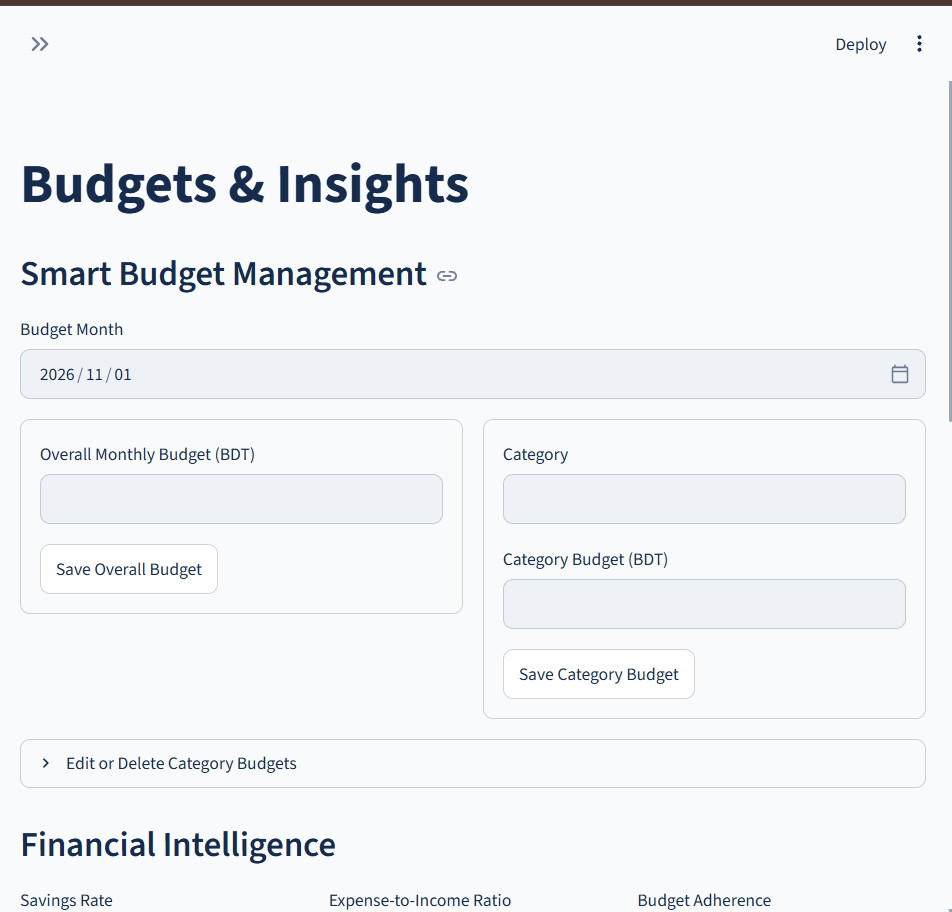 Deploy
Budgets & Insights
Smart Budget Management
Budget Month
2026/11/01
Overall Monthly Budget (BDT)
Save Overall Budget
Category
Category Budget (BDT)
Save Category Budget
Edit or Delete Category Budgets
Financial Intelligence
Savings Rate
Expense-to-Income Ratio
Budget Adherence